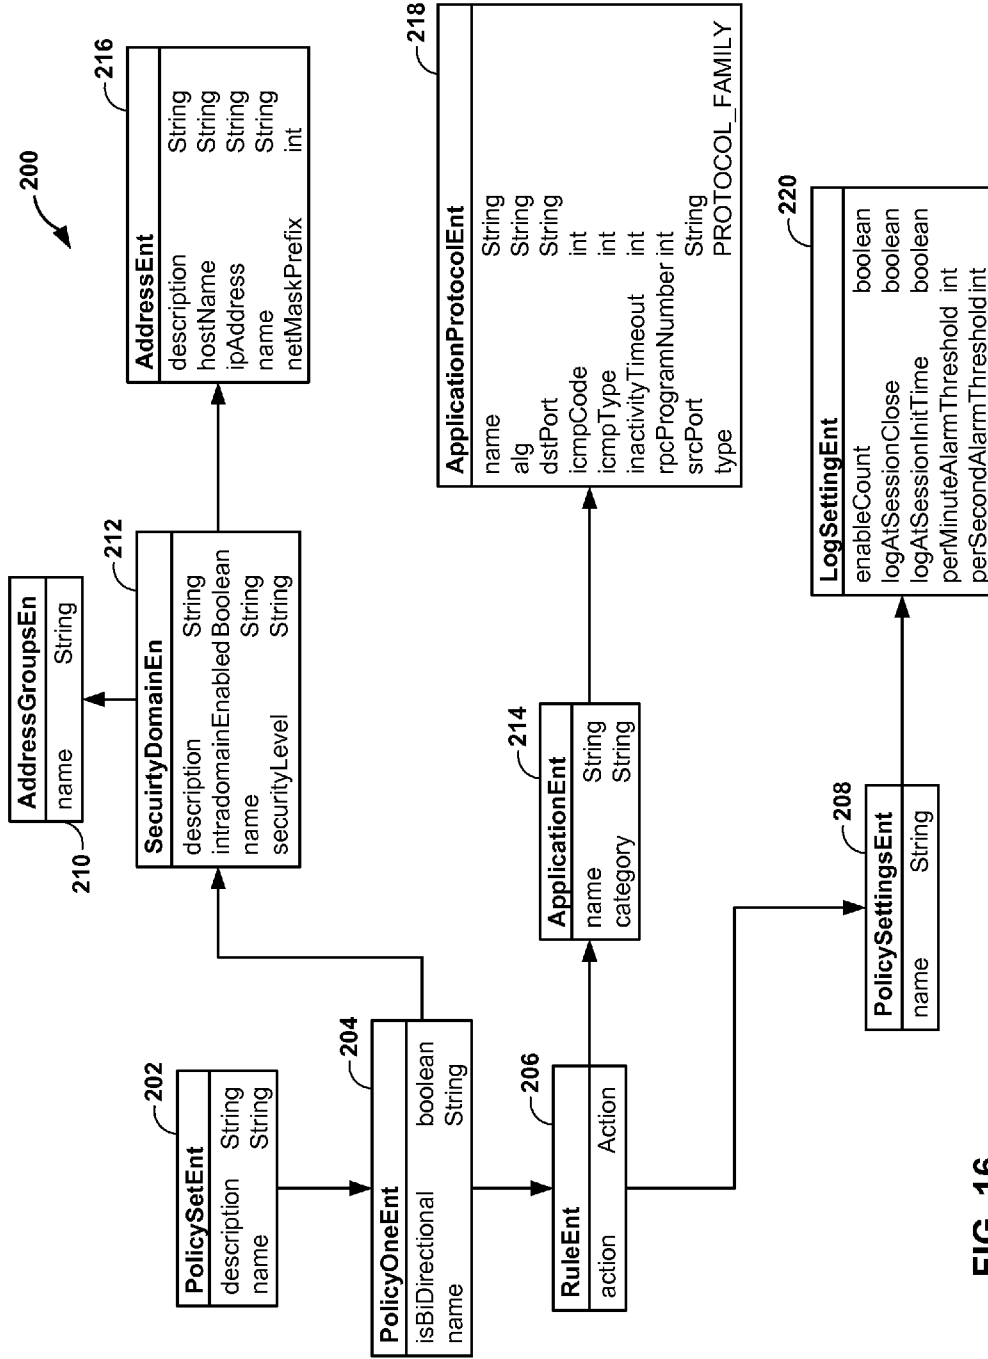 200
202
PolicySetEnt
description String
name String
204
PolicyOneEnt
isBiDirectional boolean
name String
206
RuleEnt
action Action
208
PolicySettingsEnt
name String
210
AddressGroupsEn
name String
212
SecuirtyDomainEn
description String
intradomainEnabled Boolean
name String
securityLevel String
214
ApplicationEnt
name String
category String
216
AddressEnt
description String
hostName String
ipAddress String
name String
netMaskPrefix int
218
ApplicationProtocolEnt
name String
alg String
dstPort String
icmpCode int
icmpType int
inactivityTimeout int
rpcProgramNumber int
srcPort String
type PROTOCOL_FAMILY
220
LogSettingEnt
enableCount boolean
logAtSessionClose boolean
logAtSessionInitTime boolean
perMinuteAlarmThreshold int
perSecondAlarmThreshold int
FIG. 16